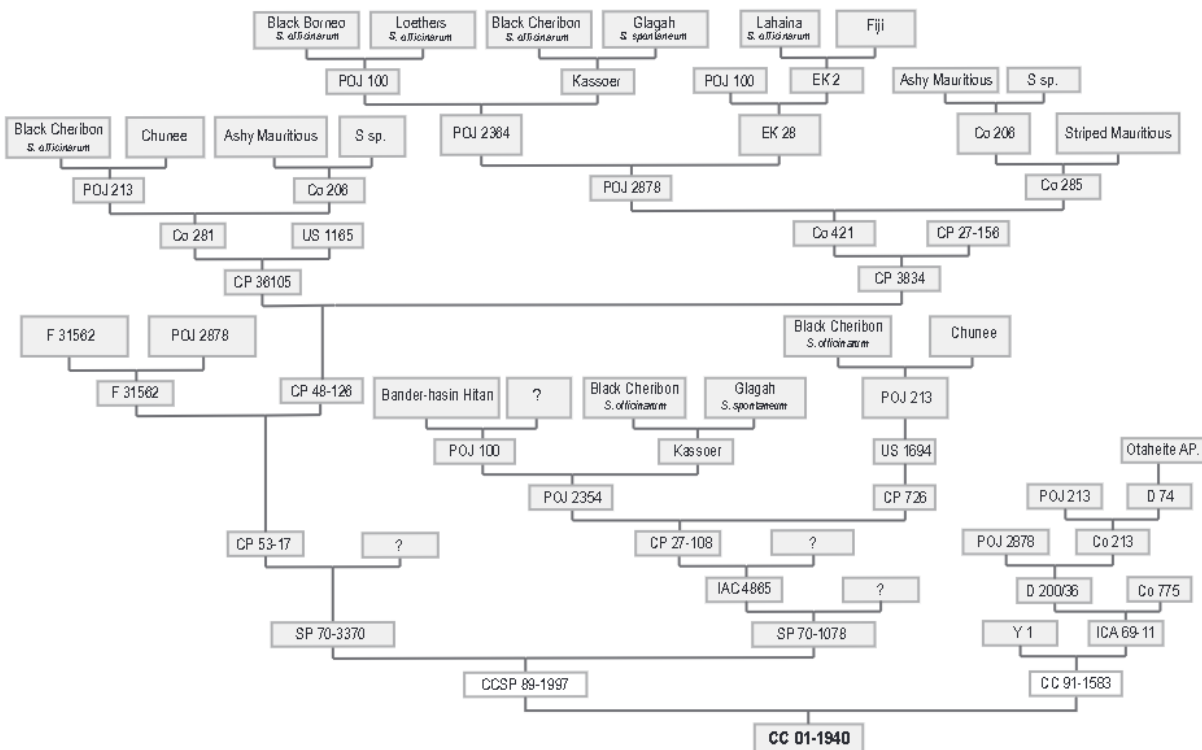 Black Borneo
S. officinarum
Loethers
S. officinarum
Black Cheribon
S. officinarum
Glagah
S. spontaneum
Lahaina
S. officinarum
Fiji
POJ 100
Kassoer
POJ 100
EK 2
Ashy Mauritious
S sp.
Black Cheribon
S. officinarum
Chunee
Ashy Mauritious
S sp.
POJ 2364
EK 28
Co 206
Striped Mauritious
POJ 213
Co 206
POJ 2878
Co 285
Co 281
US 1165
Co 421
CP 27-156
CP 36105
CP 3834
F 31562
POJ 2878
Black Cheribon
S. officinarum
Chunee
F 31562
CP 48-126
Bander-hasin Hitan
?
Black Cheribon
S. officinarum
Glagah
S. spontaneum
POJ 213
POJ 100
Kassoer
US 1694
Otaheite AP.
POJ 2354
CP 726
POJ 213
D 74
CP 53-17
?
CP 27-108
?
POJ 2878
Co 213
IAC 4865
?
D 200/36
Co 775
SP 70-3370
SP 70-1078
Y 1
ICA 69-11
CCSP 89-1997
CC 91-1583
CC 01-1940